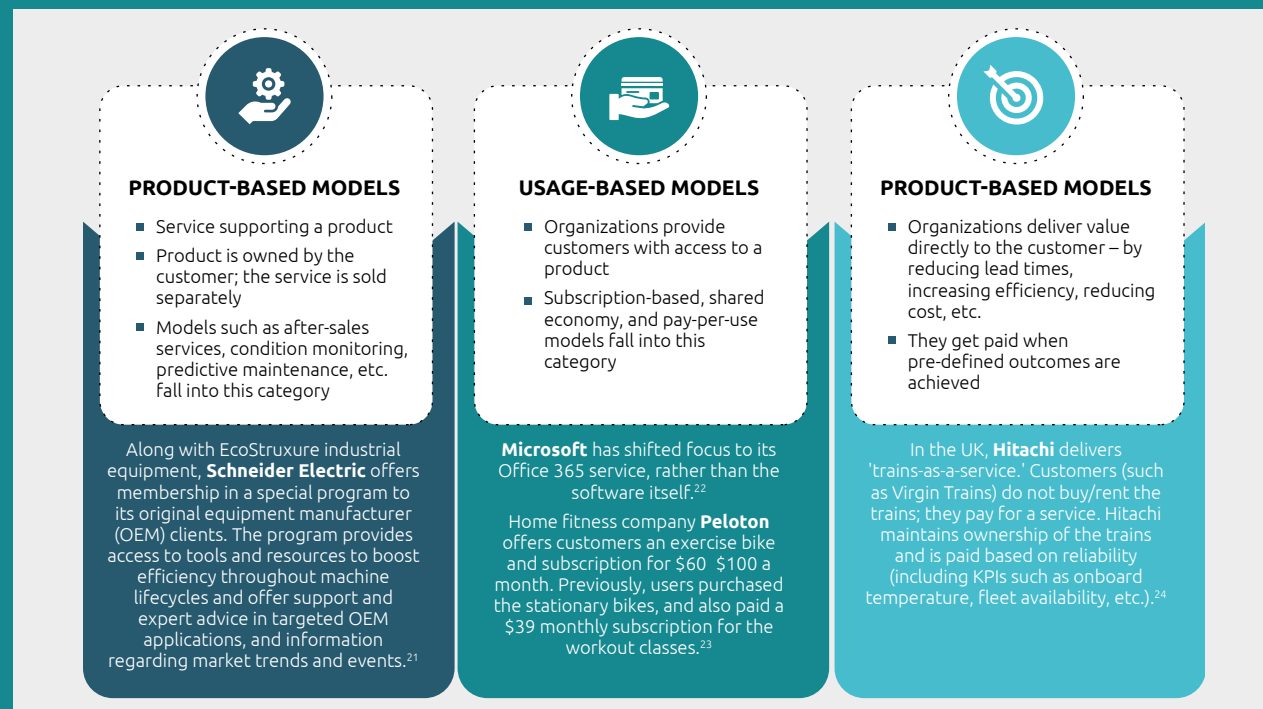 PRODUCT-BASED MODELS
Service supporting a product
Product is owned by the
customer; the service is sold
separately
Models such as after-sales
services, condition monitoring,
predictive maintenance, etc.
fall into this category
Along with EcoStruxure industrial
equipment, Schneider Electric offers
membership in a special program to
its original equipment manufacturer
(OEM) clients. The program provides
access to tools and resources to boost
efficiency throughout machine
lifecycles and offer support and
expert advice in targeted OEM
applications, and information
regarding market trends and events.21
USAGE-BASED MODELS
Organizations provide
customers with access to a
product
Subscription-based, shared
economy, and pay-per-use
models fall into this
category
Microsoft has shifted focus to its
Office 365 service, rather than the
software itself.22
Home fitness company Peloton
offers customers an exercise bike
and subscription for $60 $100 a
month. Previously, users purchased
the stationary bikes, and also paid a
$39 monthly subscription for the
workout classes.23
PRODUCT-BASED MODELS
Organizations deliver value
directly to the customer – by
reducing lead times,
increasing efficiency, reducing
cost, etc.
They get paid when
pre-defined outcomes are
achieved
In the UK, Hitachi delivers
'trains-as-a-service.' Customers (such
as Virgin Trains) do not buy/rent the
trains; they pay for a service. Hitachi
maintains ownership of the trains
and is paid based on reliability
(including KPIs such as onboard
temperature, fleet availability, etc.).24